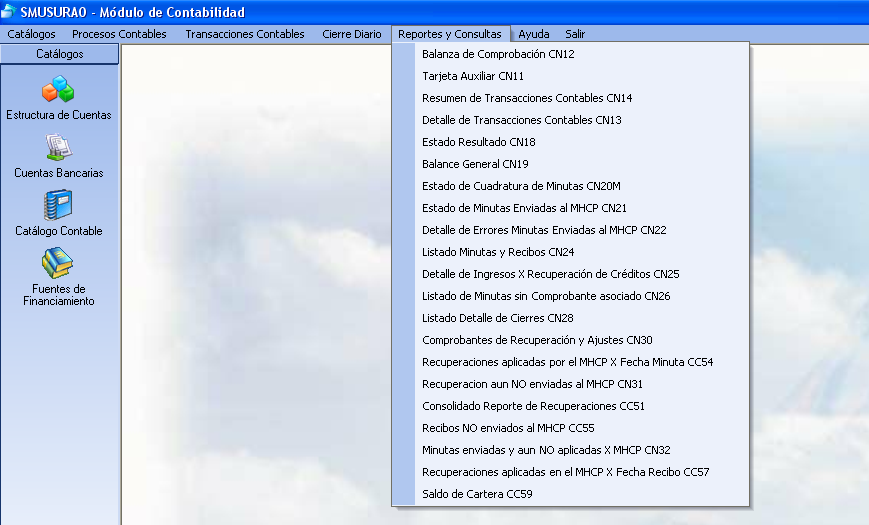 SMUSURA0 - Módulo de Contabilidad
Catálogos Procesos Contables Transacciones Contables Cierre Diario Reportes y Consultas Ayuda Salir
Catálogos
Estructura de Cuentas
Cuentas Bancarias
Catálogo Contable
Fuentes de
Financiamiento
Balanza de Comprobación CN12
Tarjeta Auxiliar CN11
Resumen de Transacciones Contables CN14
Detalle de Transacciones Contables CN13
Estado Resultado CN18
Balance General CN19
Estado de Cuadratura de Minutas CN20M
Estado de Minutas Enviadas al MHCP CN21
Detalle de Errores Minutas Enviadas al MHCP CN22
Listado Minutas y Recibos CN24
Detalle de Ingresos X Recuperación de Créditos CN25
Listado de Minutas sin Comprobante asociado CN26
Listado Detalle de Cierres CN28
Comprobantes de Recuperación y Ajustes CN30
Recuperaciones aplicadas por el MHCP X Fecha Minuta CC54
Recuperacion aun NO enviadas al MHCP CN31
Consolidado Reporte de Recuperaciones CC51
Recibos NO enviados al MHCP CC55
Minutas enviadas y aun NO aplicadas X MHCP CN32
Recuperaciones aplicadas en el MHCP X Fecha Recibo CC57
Saldo de Cartera CC59